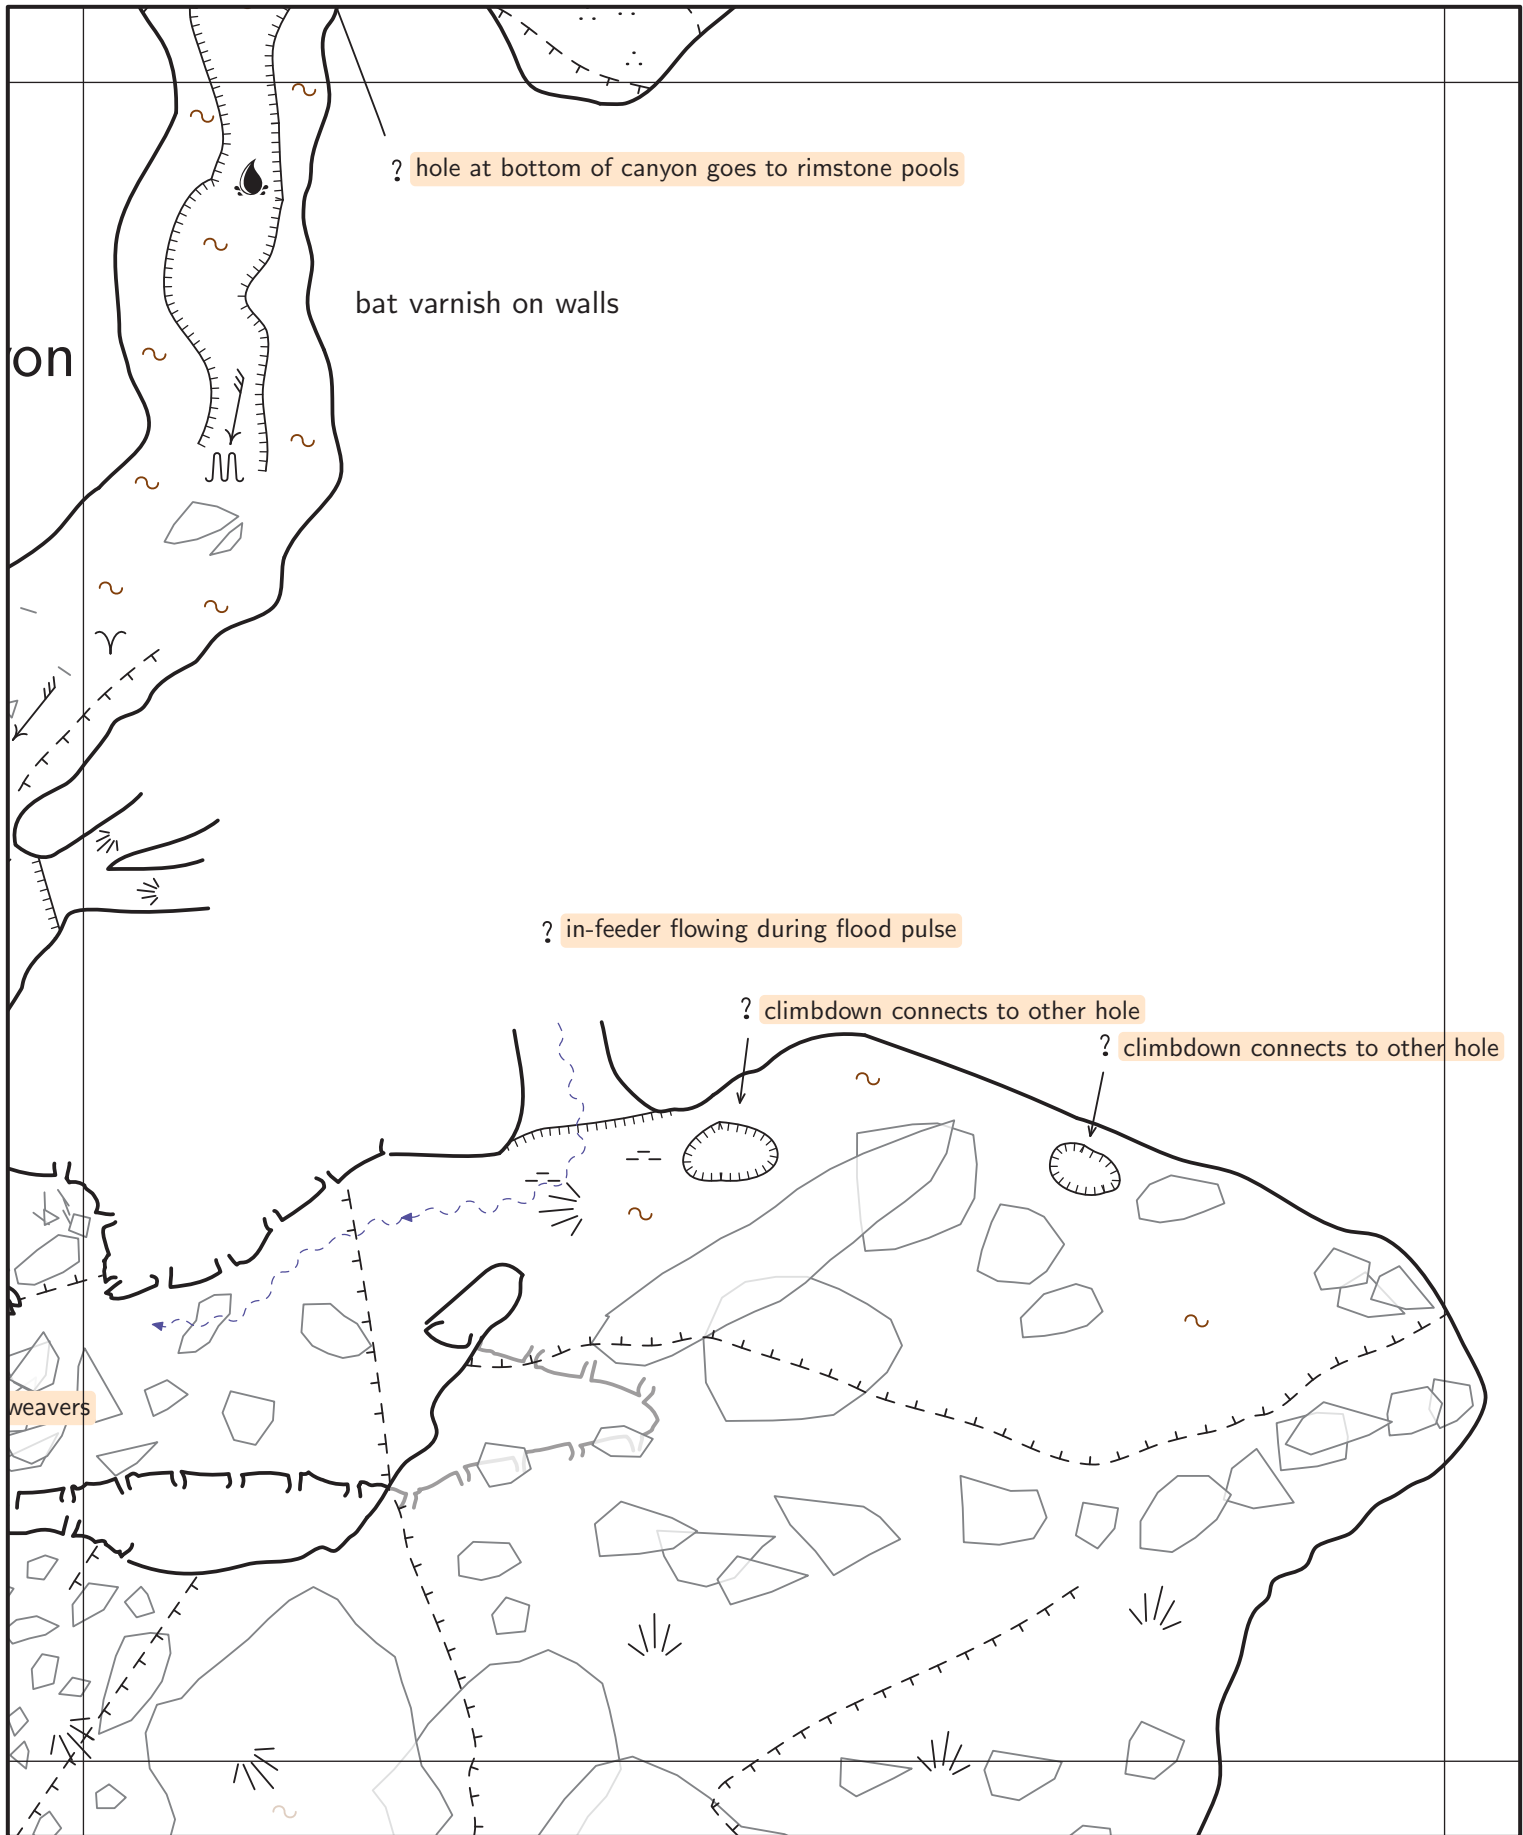 ? hole at bottom of canyon goes to rimstone pools
bat varnish on walls
yon
? in-feeder flowing during flood pulse
? climbdown connects to other hole
? climbdown connects to other hole
weavers